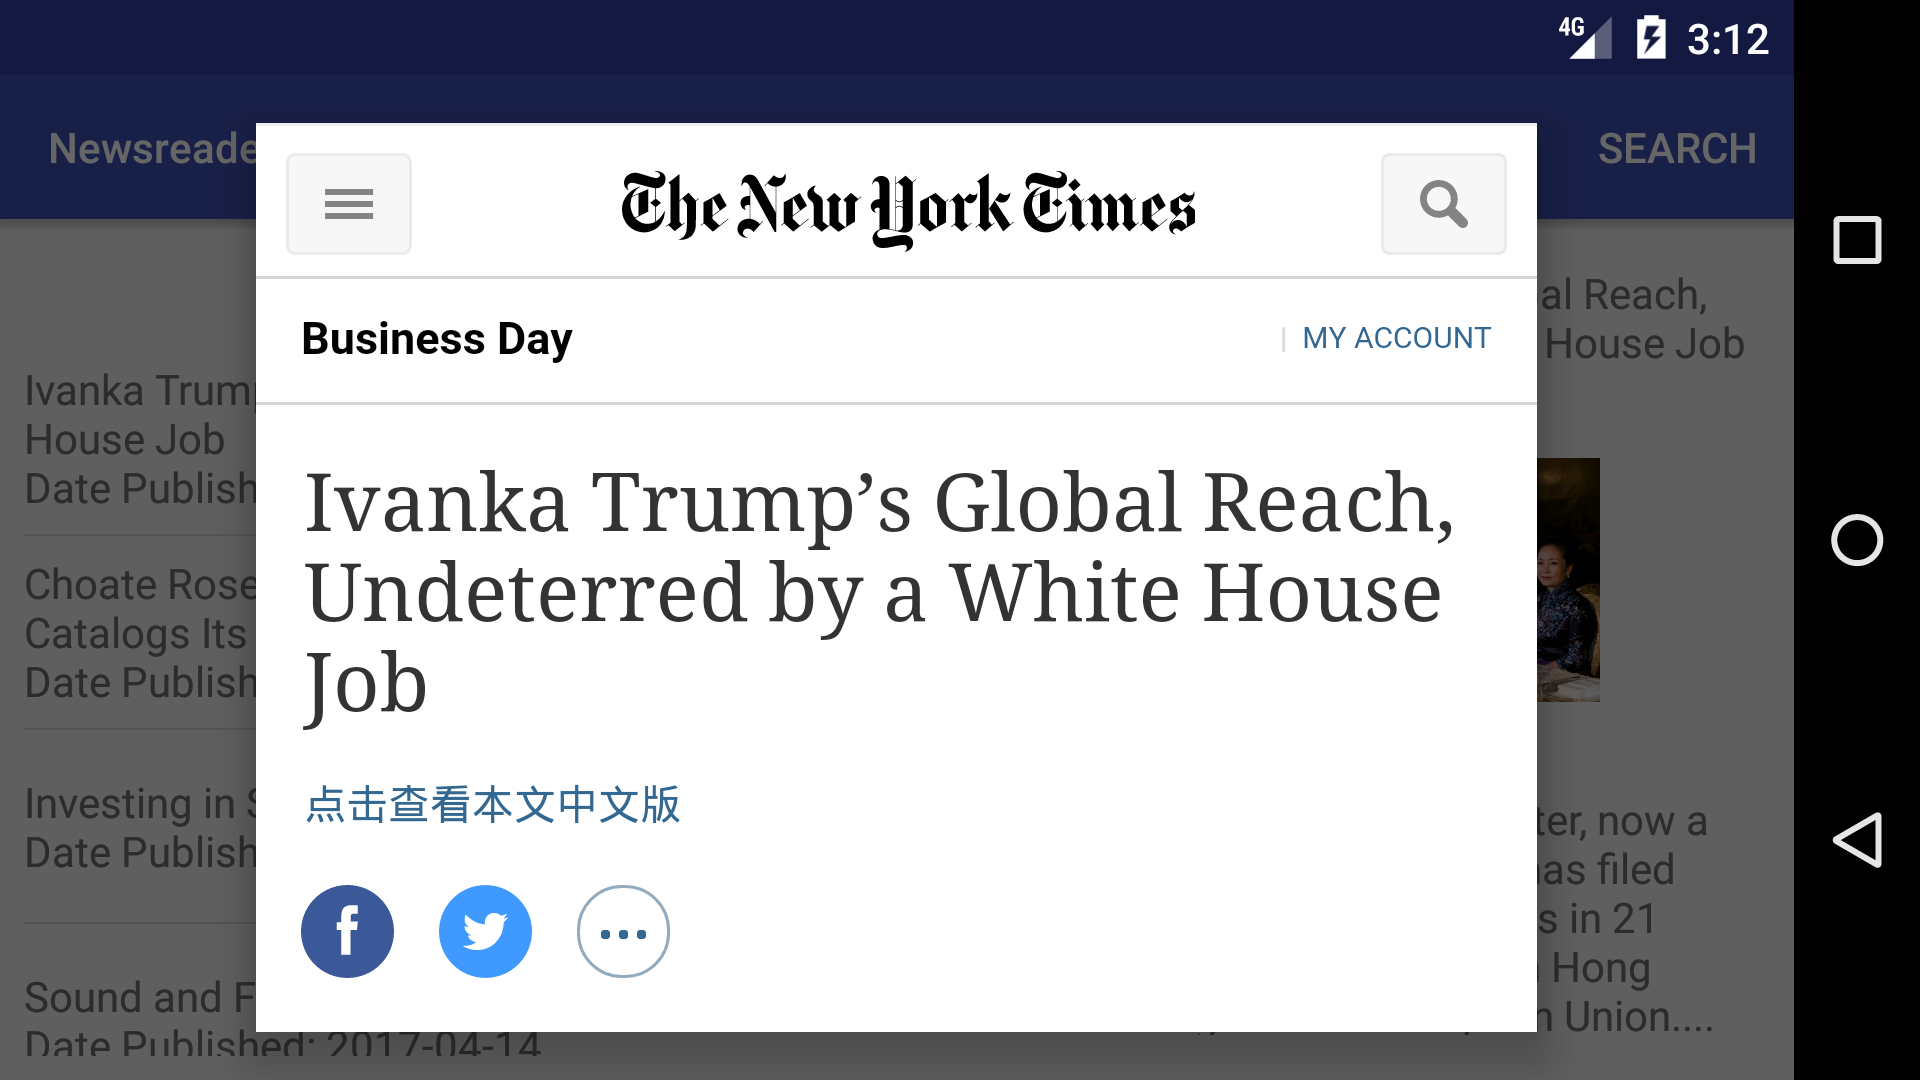 4G 3:12
Newsreade
SEARCH
The New York Times
Business Day
| MY ACCOUNT
Ivanka Trump’s Global Reach,
Undeterred by a White House
Job
点击查看本文中文版
Ivanka Trump
House Job
Date Publish
Choate Rose
Catalogs Its
Date Publish
Investing in S
Date Publish
Sound and F
Date Published: 2017-04-14
al Reach,
House Job
ter, now a
has filed
s in 21
Hong
n Union....